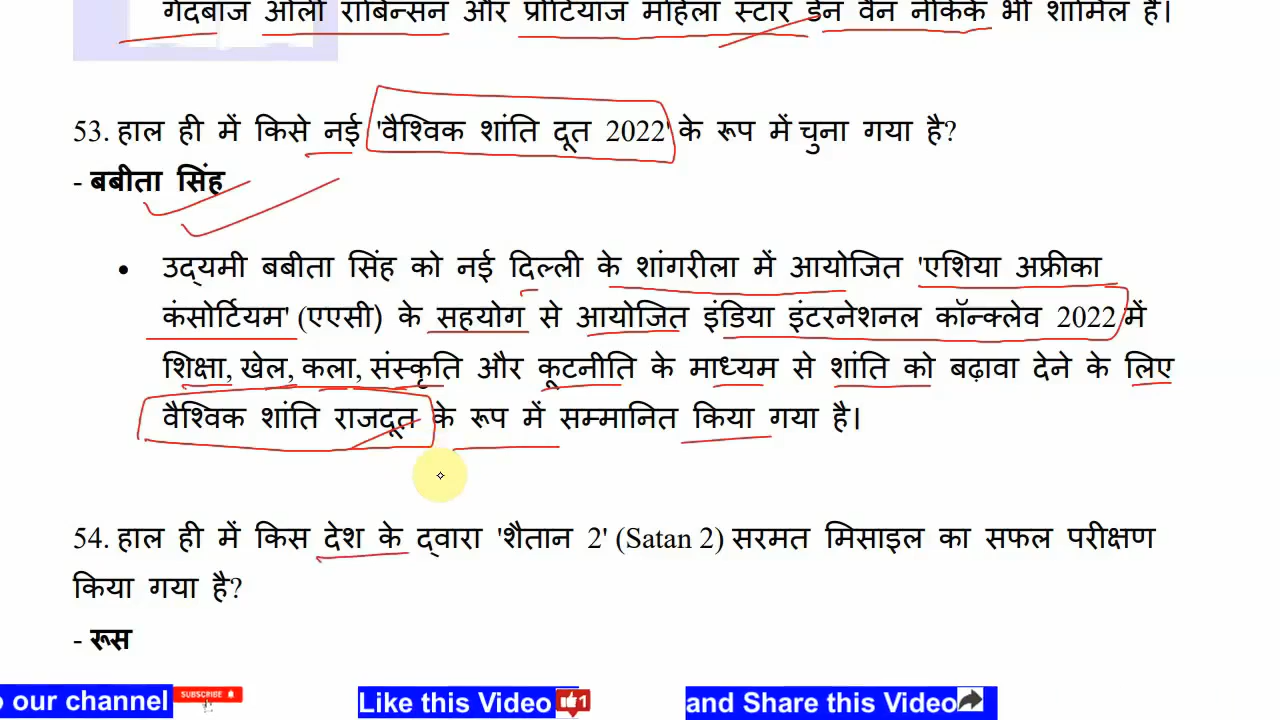 गेंदबाज ओली रॉबिन्सन और प्रोटियाज महिला स्टार डेन वैन नीकेर्क भी शामिल हैं।
53. हाल ही में किसे नई 'वैश्विक शांति दूत 2022' के रूप में चुना गया है?
- बबीता सिंह
• उद्यमी बबीता सिंह को नई दिल्ली के शांगरीला में आयोजित 'एशिया अफ्रीका
कंसोर्टियम' (एएसी) के सहयोग से आयोजित इंडिया इंटरनेशनल कॉन्क्लेव 2022 में
शिक्षा, खेल, कला, संस्कृति और कूटनीति के माध्यम से शांति को बढ़ावा देने के लिए
वैश्विक शांति राजदूत के रूप में सम्मानित किया गया है।
54. हाल ही में किस देश के द्वारा 'शैतान 2' (Satan 2) सरमत मिसाइल का सफल परीक्षण
किया गया है?
- रूस
o our channel SUBSCRIBE Like this Video 1 and Share this Video